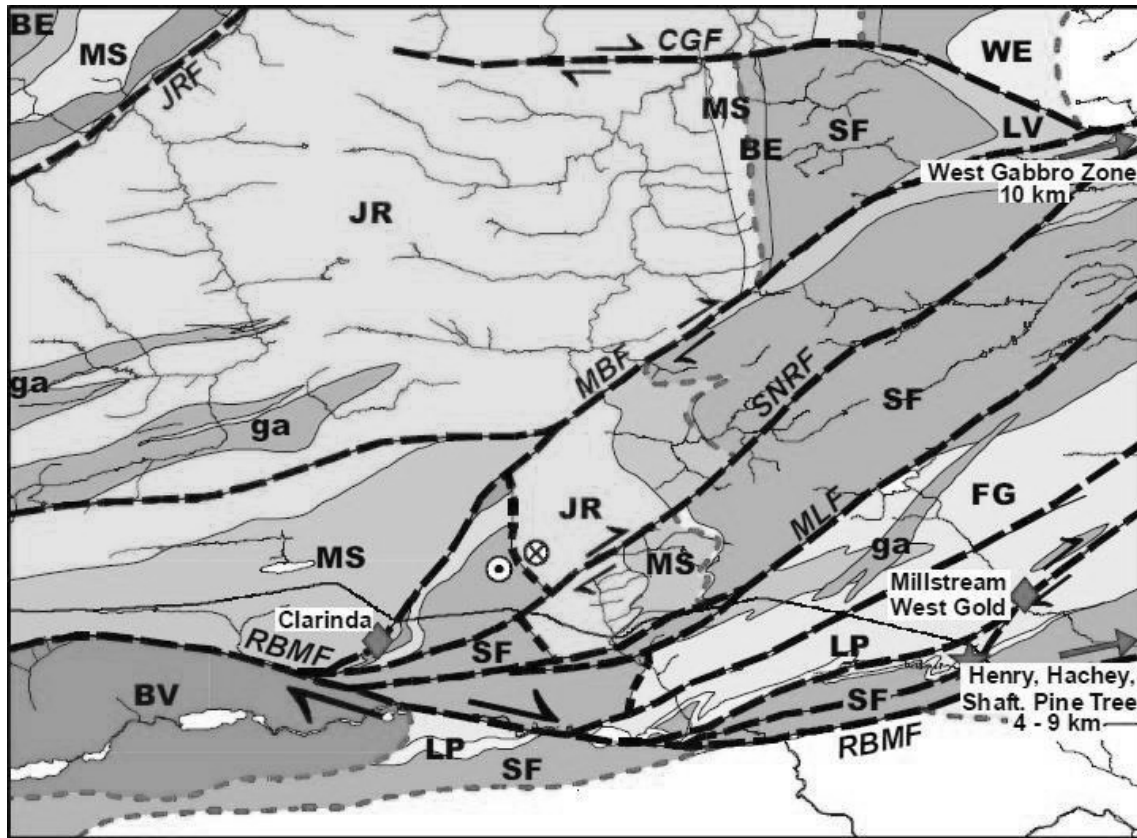 BE
MS
JRF
CGF
WE
MS
SF
BE
LV
West Gabbro Zone
10 km
JR
ga
ga
MBF
SNRF
SF
FG
MLF
JR
MS
ga
MS
Millstream
West Gold
Clarinda
RBMF
SF
LP
BV
Henry, Hachey,
Shaft. Pine Tree
4 - 9 km
SF
RBMF
LP
SF